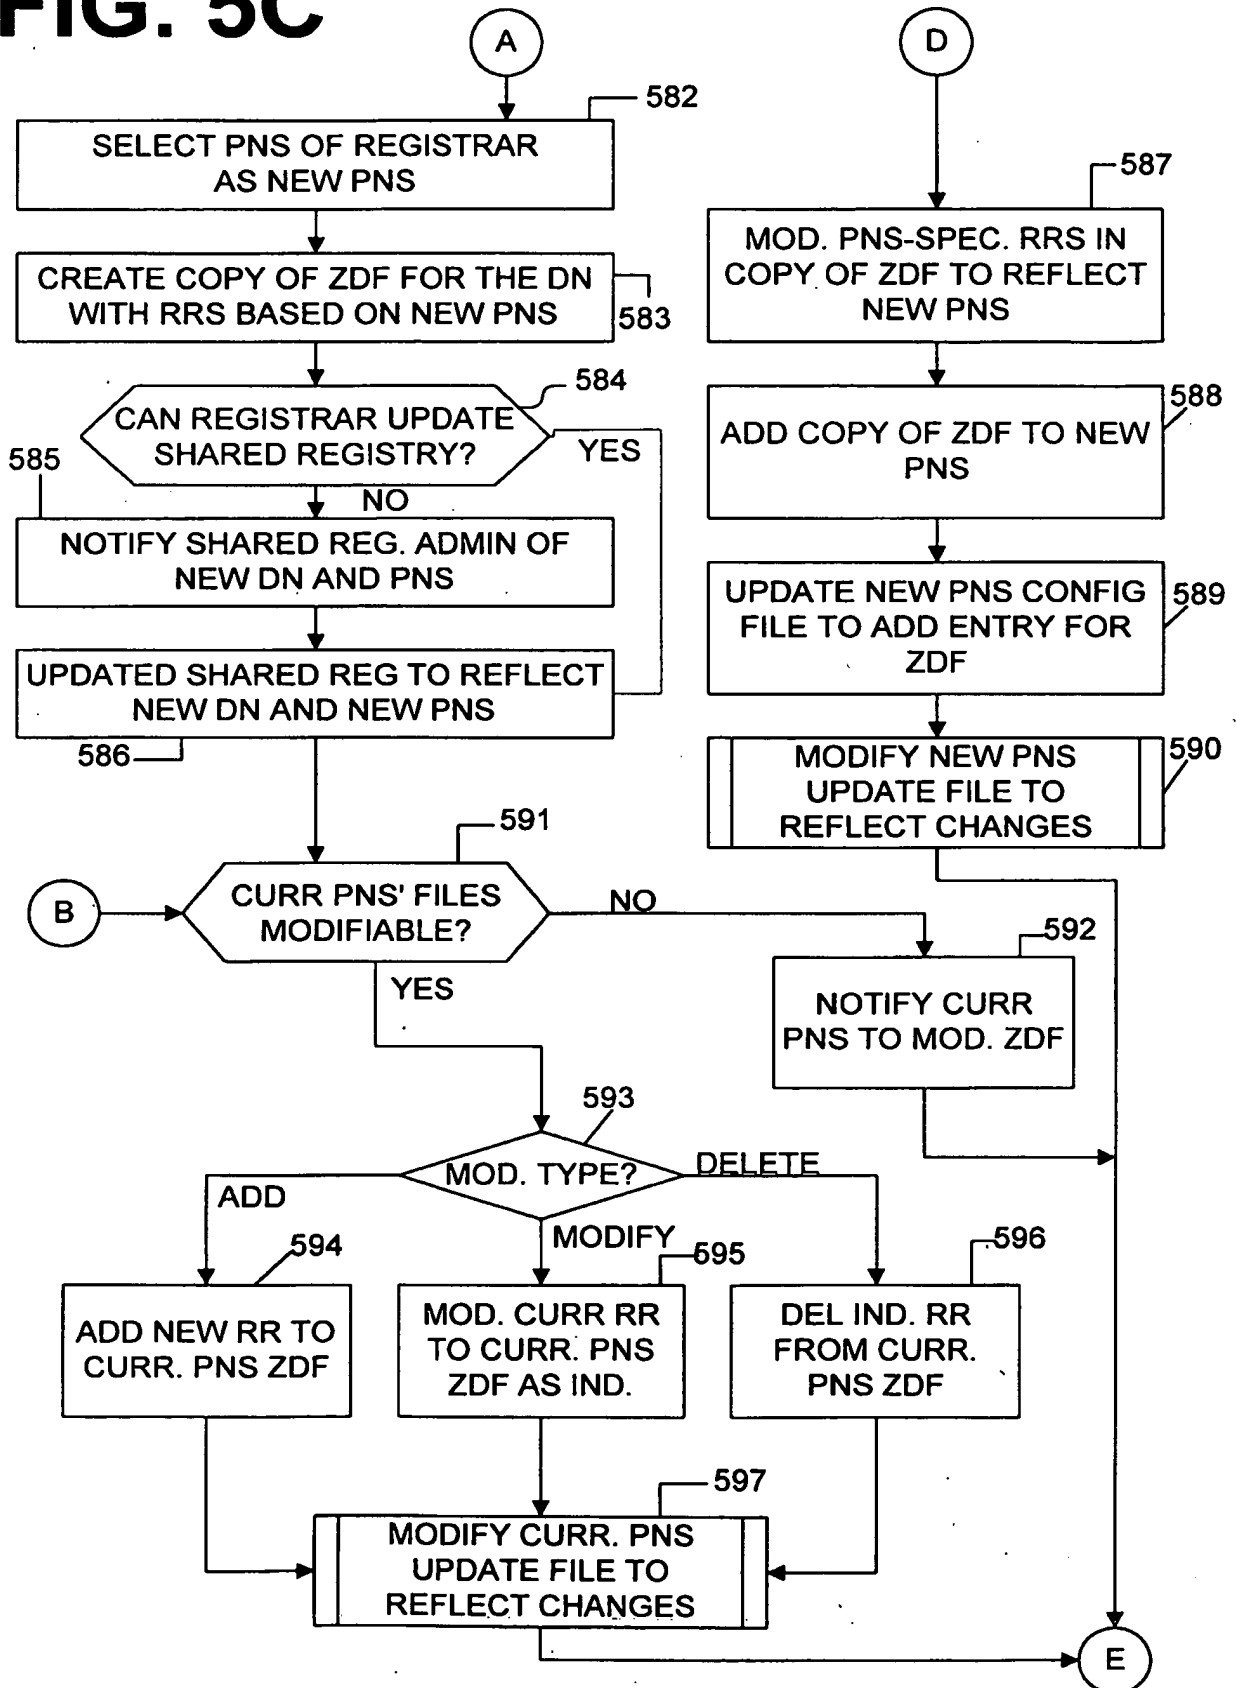 FIG. 5C
A
582
SELECT PNS OF REGISTRAR
AS NEW PNS
CREATE COPY OF ZDF FOR THE DN
WITH RRS BASED ON NEW PNS
583
584
CAN REGISTRAR UPDATE
SHARED REGISTRY?
YES
NO
585
NOTIFY SHARED REG. ADMIN OF
NEW DN AND PNS
UPDATED SHARED REG TO REFLECT
NEW DN AND NEW PNS
586
D
587
MOD. PNS-SPEC. RRS IN
COPY OF ZDF TO REFLECT
NEW PNS
588
ADD COPY OF ZDF TO NEW
PNS
UPDATE NEW PNS CONFIG
FILE TO ADD ENTRY FOR
ZDF
589
MODIFY NEW PNS
UPDATE FILE TO
REFLECT CHANGES
590
591
B
CURR PNS' FILES
MODIFIABLE?
NO
YES
592
NOTIFY CURR
PNS TO MOD. ZDF
593
MOD. TYPE?
ADD
MODIFY
DELETE
594
ADD NEW RR TO
CURR. PNS ZDF
595
MOD. CURR RR
TO CURR. PNS
ZDF AS IND.
596
DEL IND. RR
FROM CURR.
PNS ZDF
597
MODIFY CURR. PNS
UPDATE FILE TO
REFLECT CHANGES
E